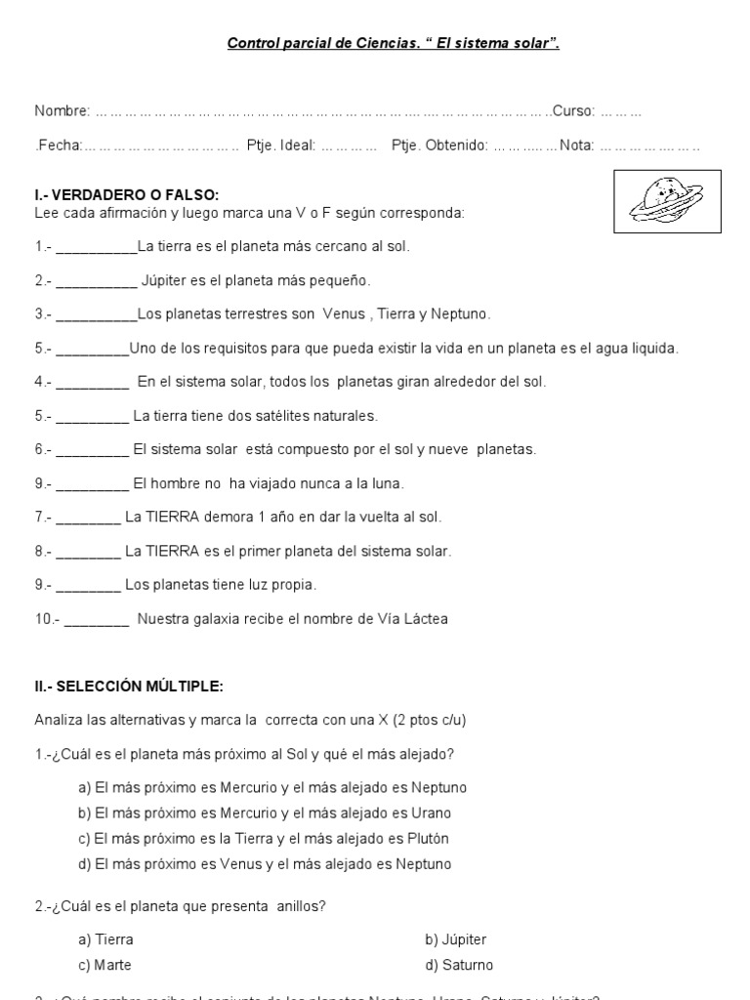 Control parcial de Ciencias. “ El sistema solar”.
Nombre: ……………………………………………………….…………………..Curso: ………
.Fecha:………………………….. Ptje. Ideal: ………… Ptje. Obtenido: ……….….Nota: ………….……..
I.- VERDADERO O FALSO:
Lee cada afirmación y luego marca una V o F según corresponda:
1.- __________La tierra es el planeta más cercano al sol.
2.- __________ Júpiter es el planeta más pequeño.
3.- __________Los planetas terrestres son Venus , Tierra y Neptuno.
5.- _________Uno de los requisitos para que pueda existir la vida en un planeta es el agua liquida.
4.- _________ En el sistema solar, todos los planetas giran alrededor del sol.
5.- _________ La tierra tiene dos satélites naturales.
6.- _________ El sistema solar está compuesto por el sol y nueve planetas.
9.- _________ El hombre no ha viajado nunca a la luna.
7.- ________ La TIERRA demora 1 año en dar la vuelta al sol.
8.- ________ La TIERRA es el primer planeta del sistema solar.
9.- ________ Los planetas tiene luz propia.
10.- ________ Nuestra galaxia recibe el nombre de Vía Láctea
II.- SELECCIÓN MÚLTIPLE:
Analiza las alternativas y marca la correcta con una X (2 ptos c/u)
1.-¿Cuál es el planeta más próximo al Sol y qué el más alejado?
a) El más próximo es Mercurio y el más alejado es Neptuno
b) El más próximo es Mercurio y el más alejado es Urano
c) El más próximo es la Tierra y el más alejado es Plutón
d) El más próximo es Venus y el más alejado es Neptuno
2.-¿Cuál es el planeta que presenta anillos?
a) Tierra b) Júpiter
c) Marte d) Saturno
3.-¿Qué nombre recibe el conjunto de los planetas Neptuno, Urano, Saturno y Júpiter?